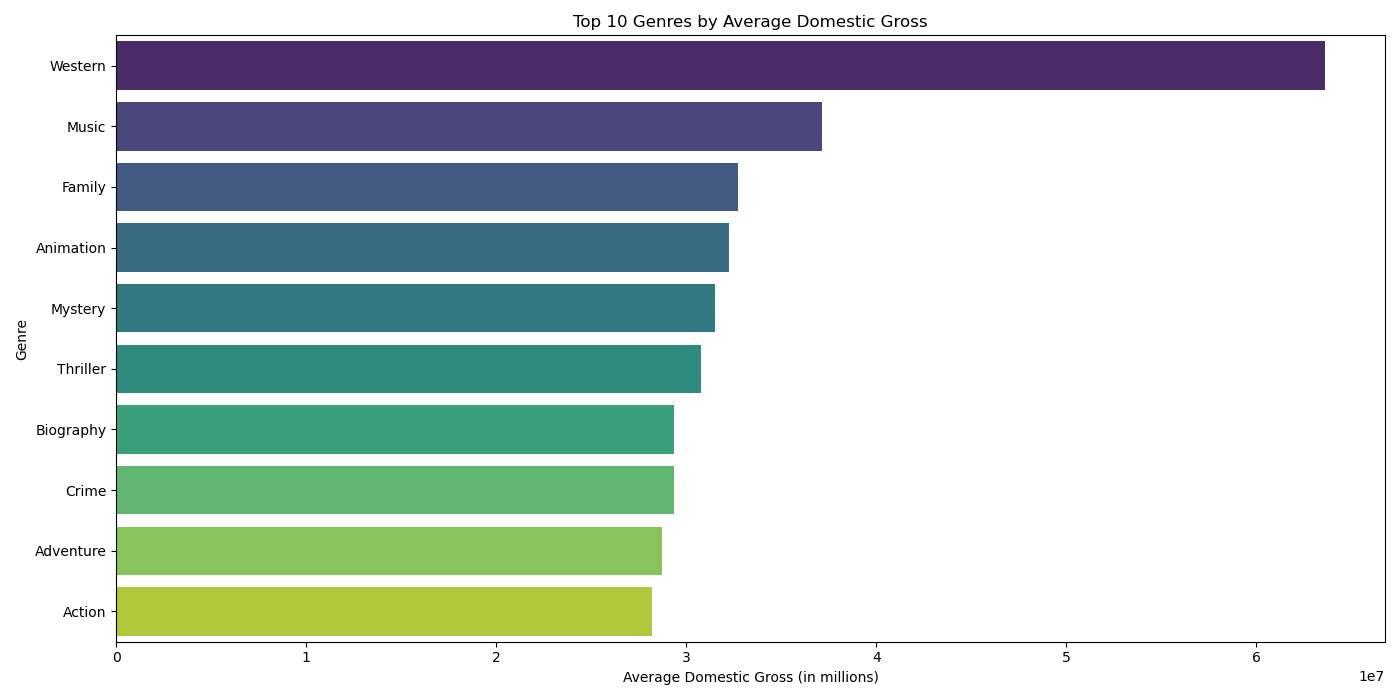 Top 10 Genres by Average Domestic Gross
Genre
Western
Music
Family
Animation
Mystery
Thriller
Biography
Crime
Adventure
Action
0 1 2 3 4 5 6
1e7
Average Domestic Gross (in millions)